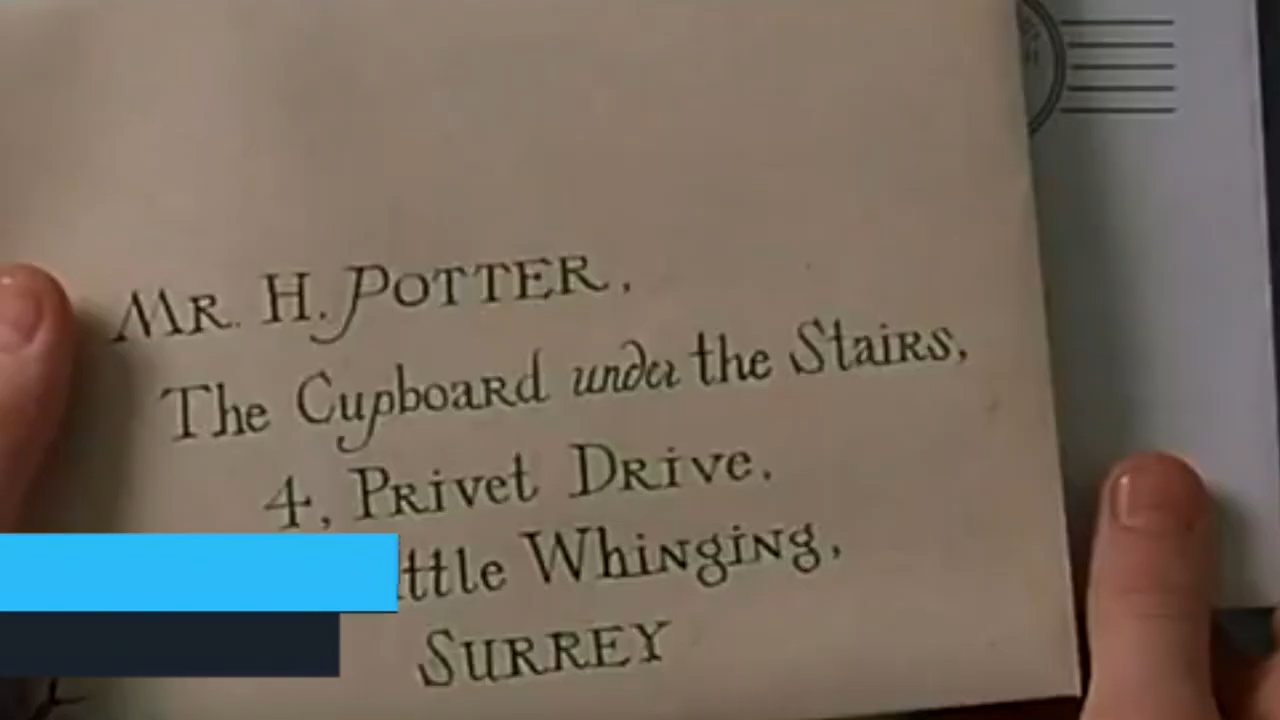 Mr. H. Potter,
The Cupboard under the Stairs,
4, Privet Drive.
ttle Whinging,
SURREY